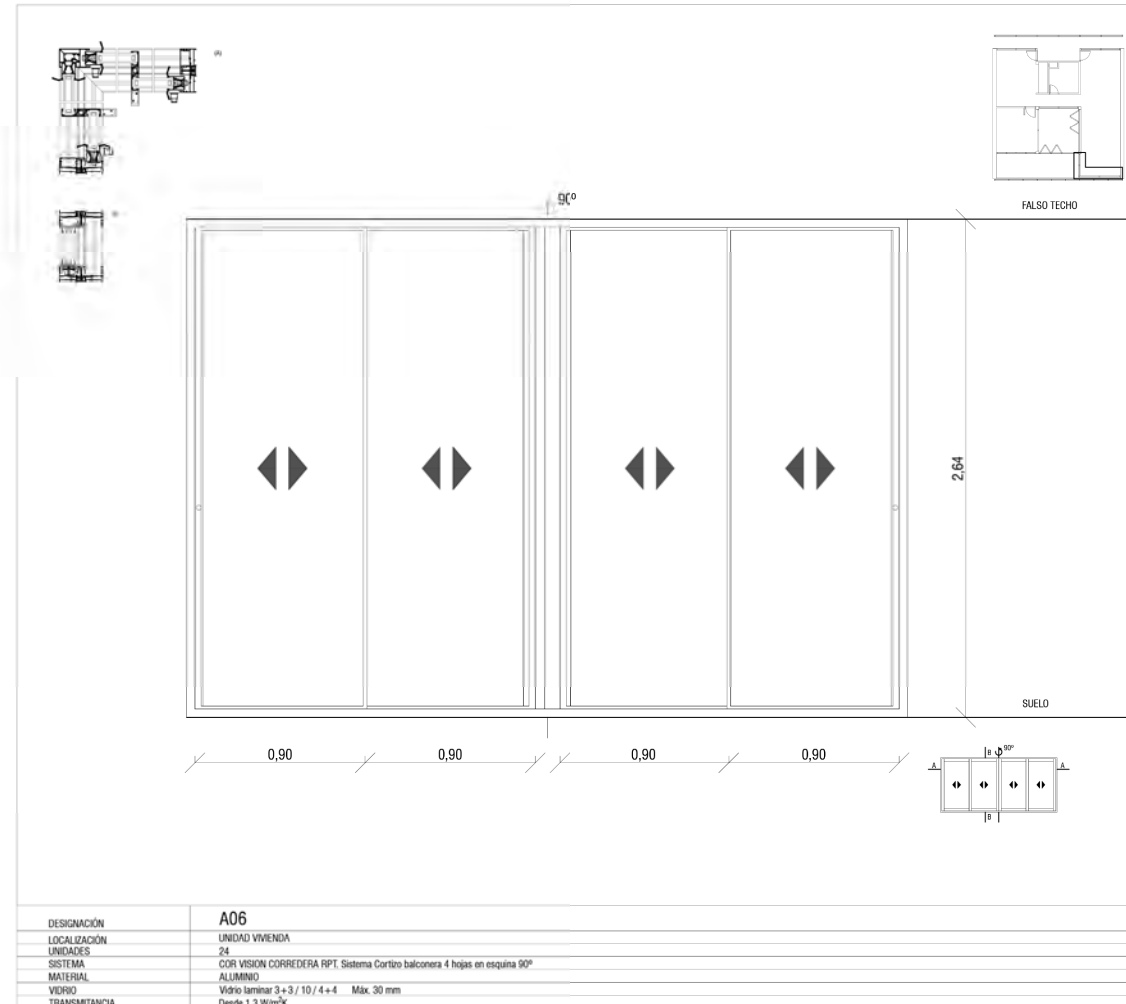 (A)
FALSO TECHO
90º
2,64
SUELO
0,90 0,90 0,90 0,90
B 90º
A A
B
DESIGNACIÓN A06
LOCALIZACIÓN UNIDAD VIVIENDA
UNIDADES 24
SISTEMA COR VISION CORREDERA RPT. Sistema Cortizo balconera 4 hojas en esquina 90º
MATERIAL ALUMINIO
VIDRIO Vidrio laminar 3+3 / 10 / 4+4 Máx. 30 mm
TRANSMITANCIA Desde 1,3 W/m²K